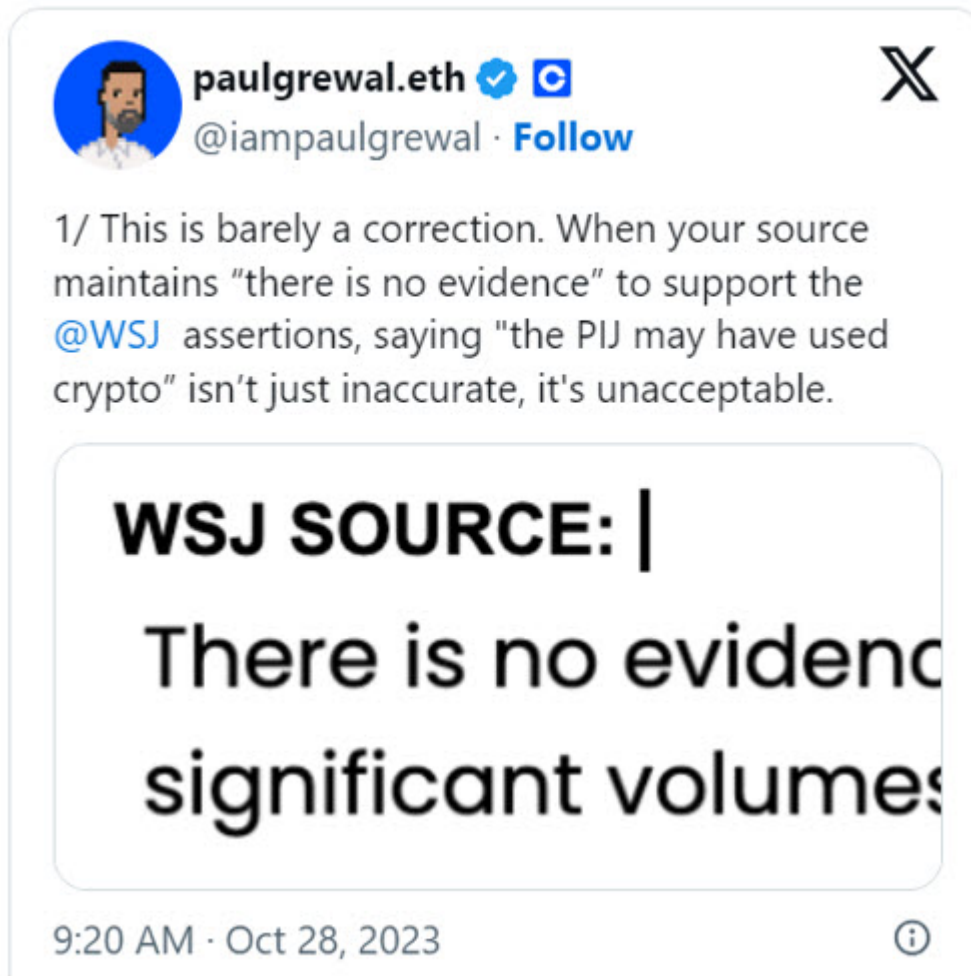 paulgrewal.eth
@iampaulgrewal · Follow
1/ This is barely a correction. When your source
maintains “there is no evidence” to support the
@WSJ assertions, saying "the PIJ may have used
crypto” isn’t just inaccurate, it's unacceptable.
WSJ SOURCE:
There is no
significant volumes
9:20 AM · Oct 28, 2023